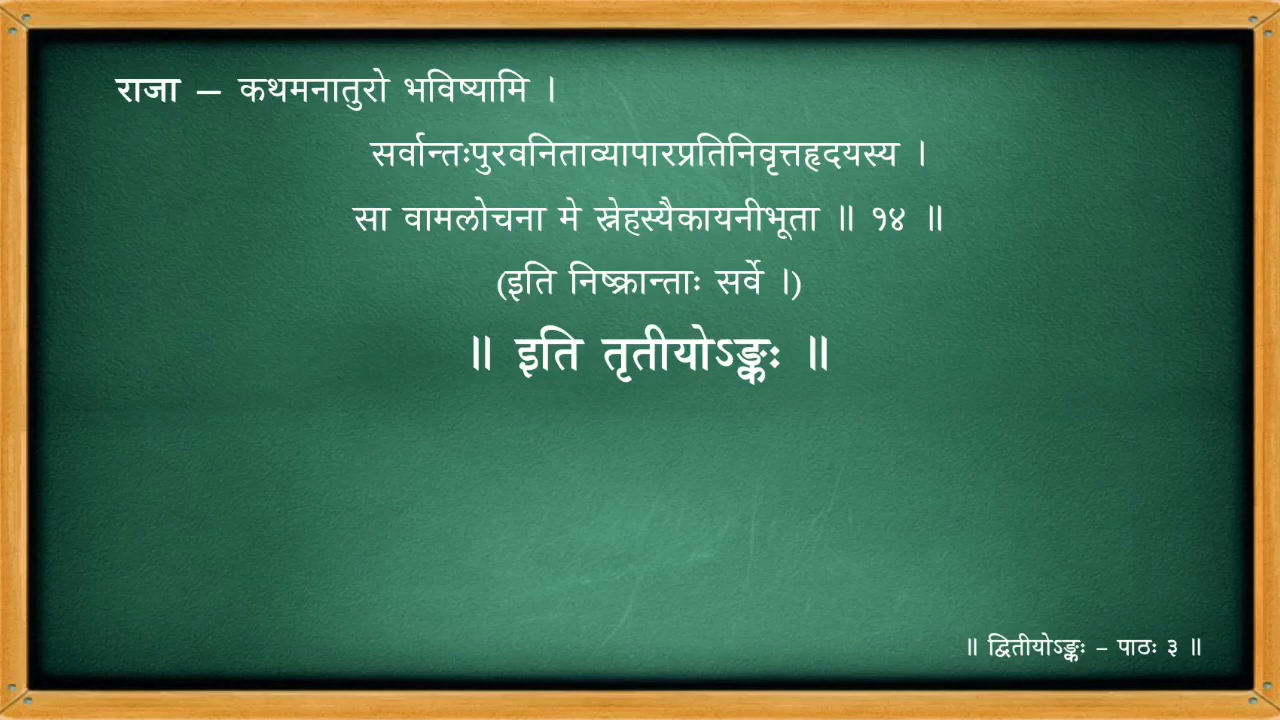 राजा – कथमनातुरो भविष्यामि ।
सर्वान्तःपुरवनिताव्यापारप्रतिनिवृत्तहृदयस्य ।
सा वामलोचना मे स्नेहस्यैकायनीभूता ॥ १४ ॥
(इति निष्क्रान्ताः सर्वे ।)
॥ इति तृतीयोऽङ्कः ॥
॥ द्वितीयोऽङ्कः – पाठः ३ ॥